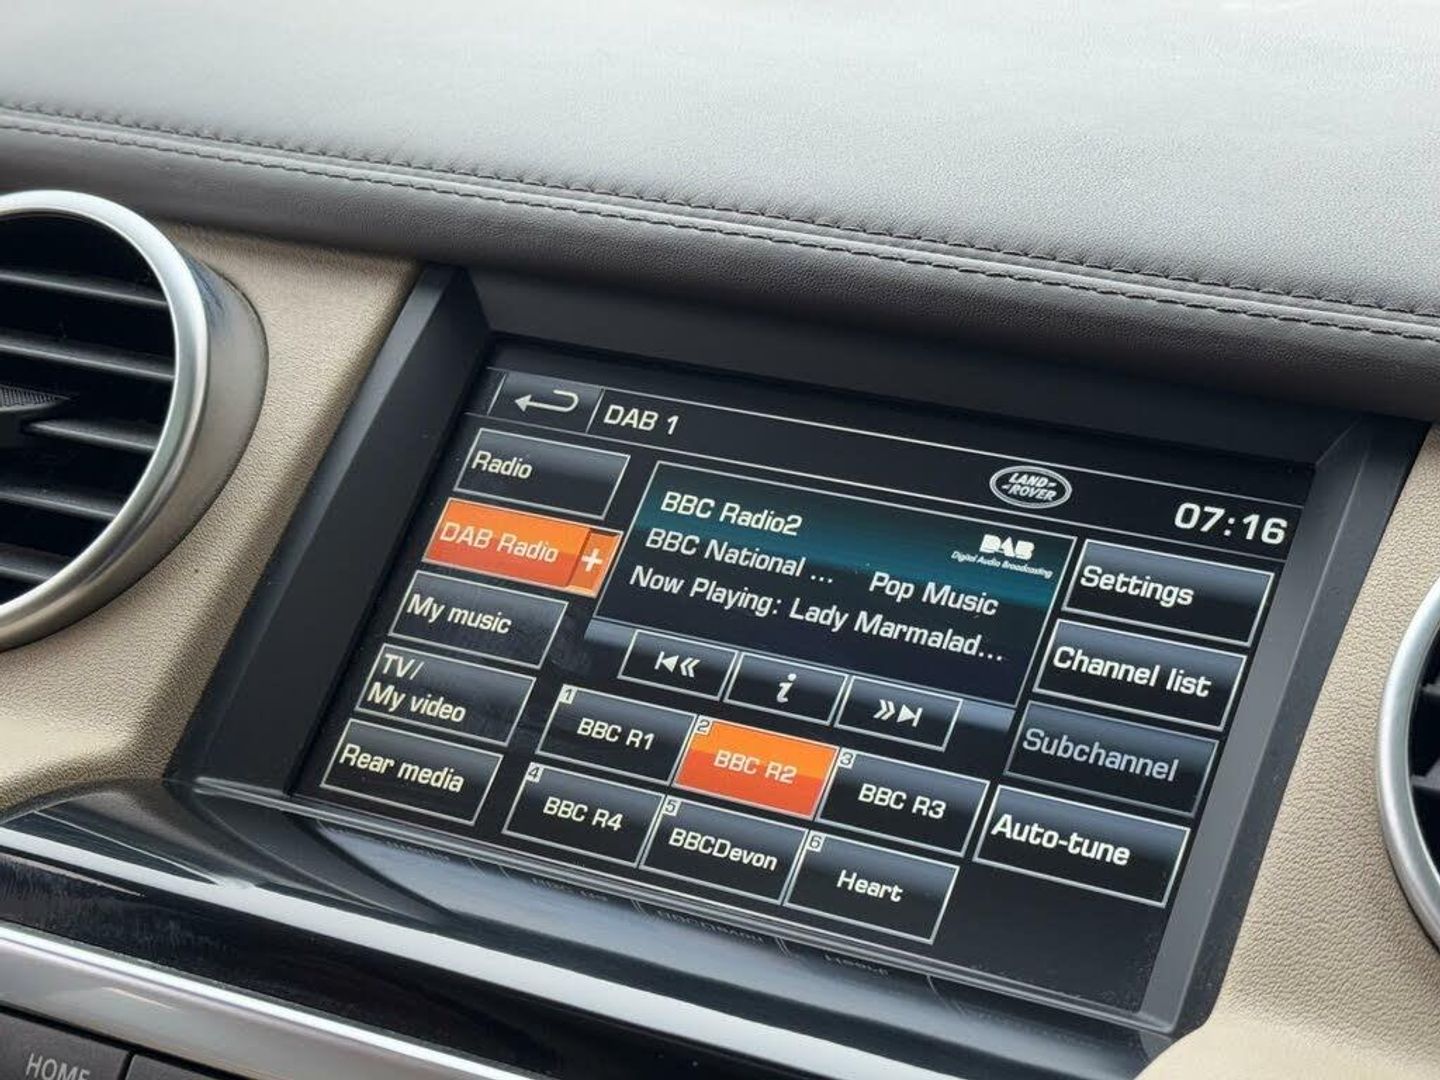 DAB 1
LAND-
-ROVER
07:16
Radio
DAB Radio +
My music
TV/
My video
Rear media
BBC Radio2
BBC National ...
Pop Music
Now Playing: Lady Marmalad...
DAB
Digital Audio Broadcasting
i
1
BBC R1
2
BBC R2
3
BBC R3
4
BBC R4
5
BBCDevon
6
Heart
Settings
Channel list
Subchannel
Auto-tune
HOME